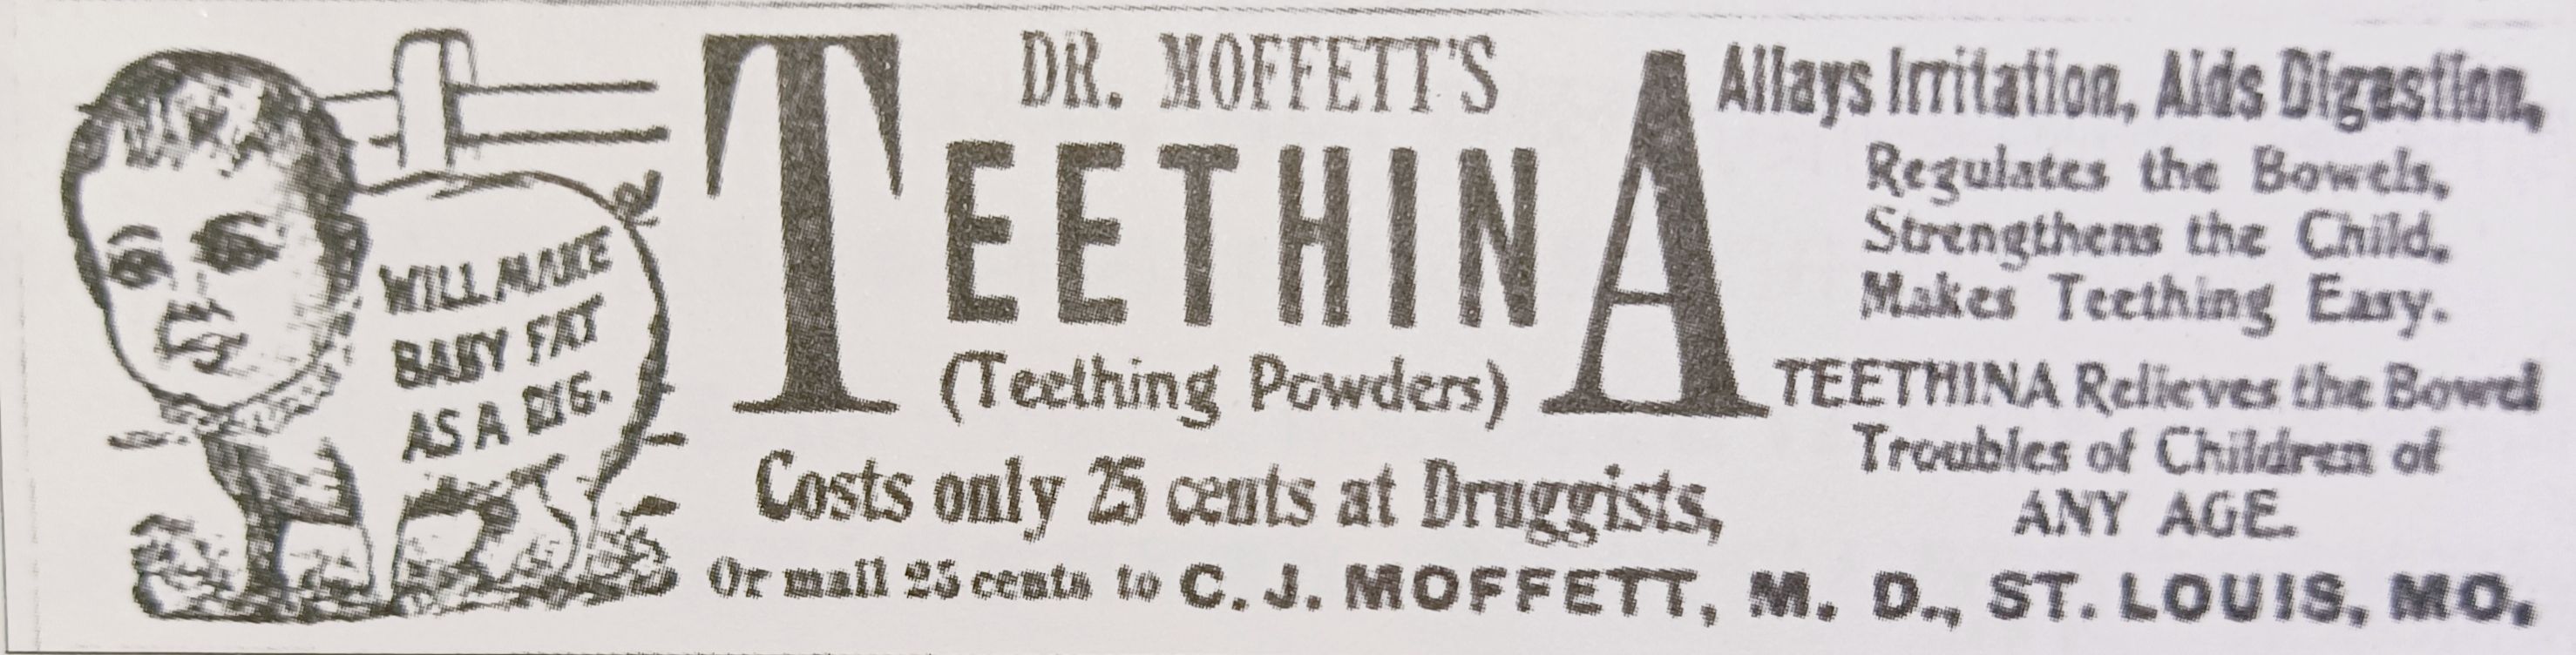 WILL MAKE
BABY FAT
AS A PIG.
DR. MOFFETT'S
TEETHINA
(Teething Powders)
Costs only 25 cents at Druggists,
Or mail 25 cents to C. J. MOFFETT, M. D., ST. LOUIS, MO.
Allays Irritation, Aids Digestion,
Regulates the Bowels,
Strengthens the Child,
Makes Teething Easy.
TEETHINA Relieves the Bowel
Troubles of Children of
ANY AGE.